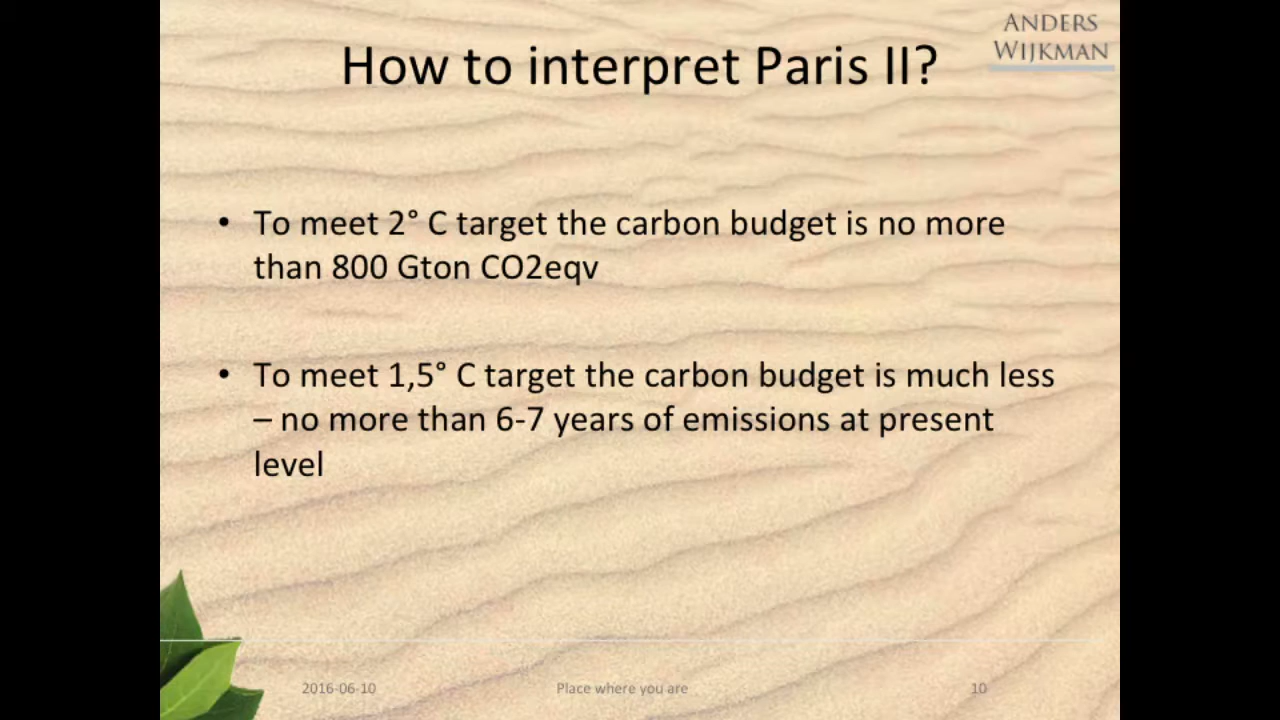 ANDERS
WIJKMAN
How to interpret Paris II?
• To meet 2° C target the carbon budget is no more
than 800 Gton CO2eqv
• To meet 1,5° C target the carbon budget is much less
– no more than 6-7 years of emissions at present
level
2016-06-10 Place where you are 10